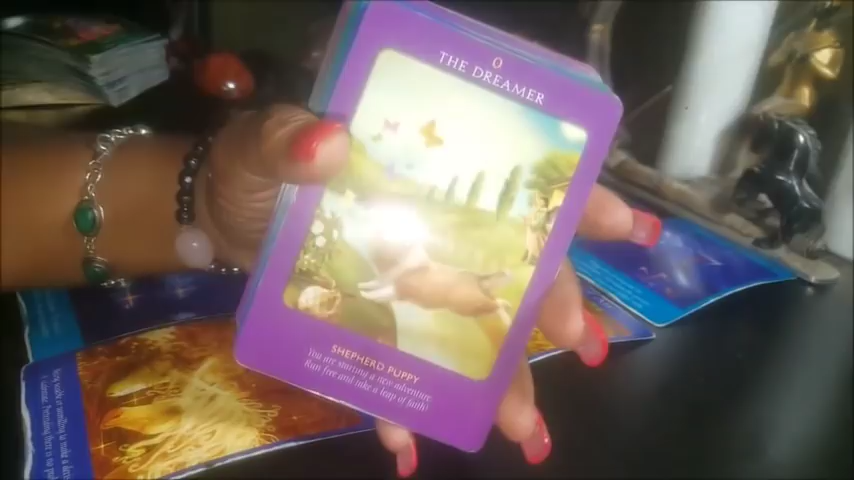 0
THE DREAMER
SHEPHERD PUPPY
You are starting a new adventure.
Run free and take a leap of faith!